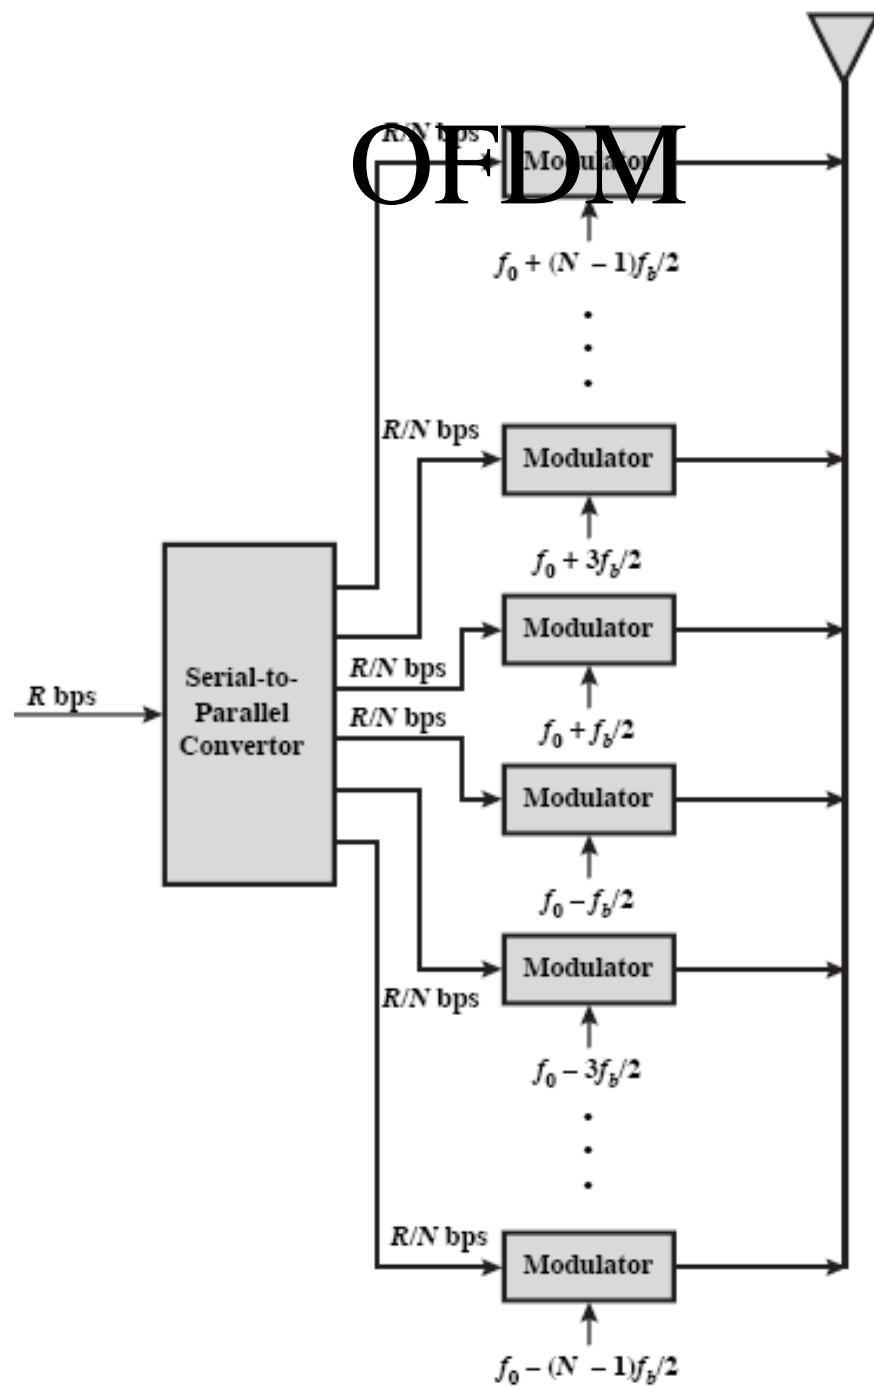 OFDM
R/N bps
Modulator
f₀ + (N – 1)f_b/2
R/N bps
Modulator
f₀ + 3f_b/2
R/N bps
Modulator
f₀ + f_b/2
R bps
Serial-to-
Parallel
Convertor
R/N bps
Modulator
f₀ – f_b/2
Modulator
R/N bps
f₀ – 3f_b/2
R/N bps
Modulator
f₀ – (N – 1)f_b/2